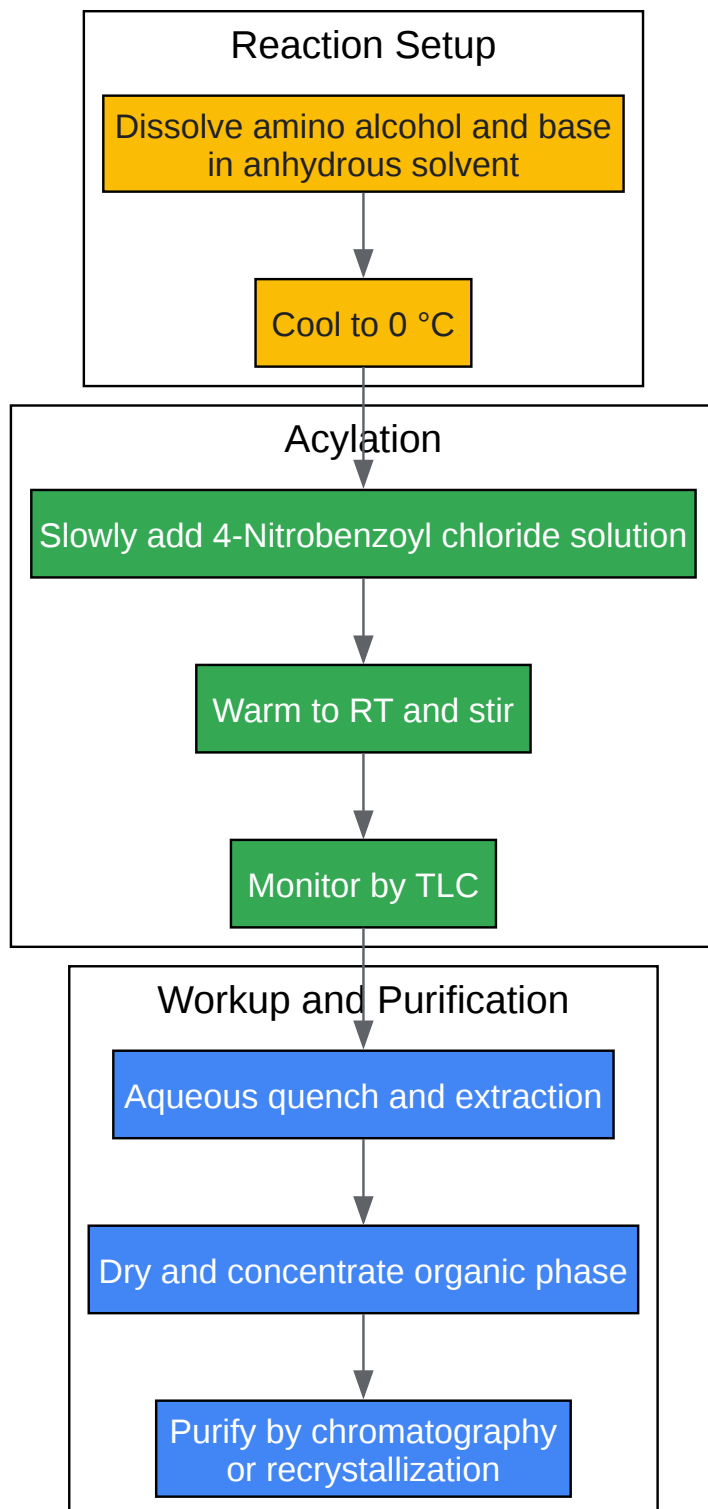 Reaction Setup
Dissolve amino alcohol and base
in anhydrous solvent
Cool to 0 °C
Acylation
Slowly add 4-Nitrobenzoyl chloride solution
Warm to RT and stir
Monitor by TLC
Workup and Purification
Aqueous quench and extraction
Dry and concentrate organic phase
Purify by chromatography
or recrystallization